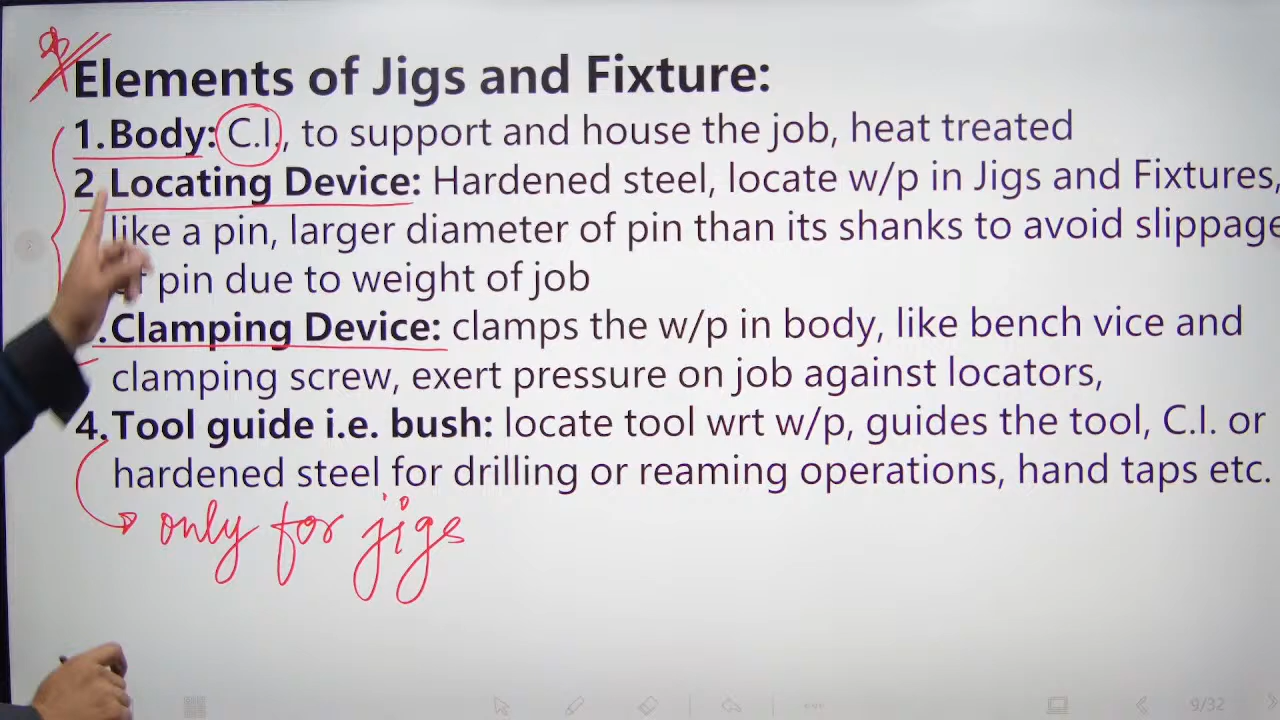 Elements of Jigs and Fixture:
1. Body: C.I., to support and house the job, heat treated
2. Locating Device: Hardened steel, locate w/p in Jigs and Fixtures,
like a pin, larger diameter of pin than its shanks to avoid slippage
pin due to weight of job
Clamping Device: clamps the w/p in body, like bench vice and
clamping screw, exert pressure on job against locators,
4. Tool guide i.e. bush: locate tool wrt w/p, guides the tool, C.I. or
hardened steel for drilling or reaming operations, hand taps etc.
only for jigs
9/32